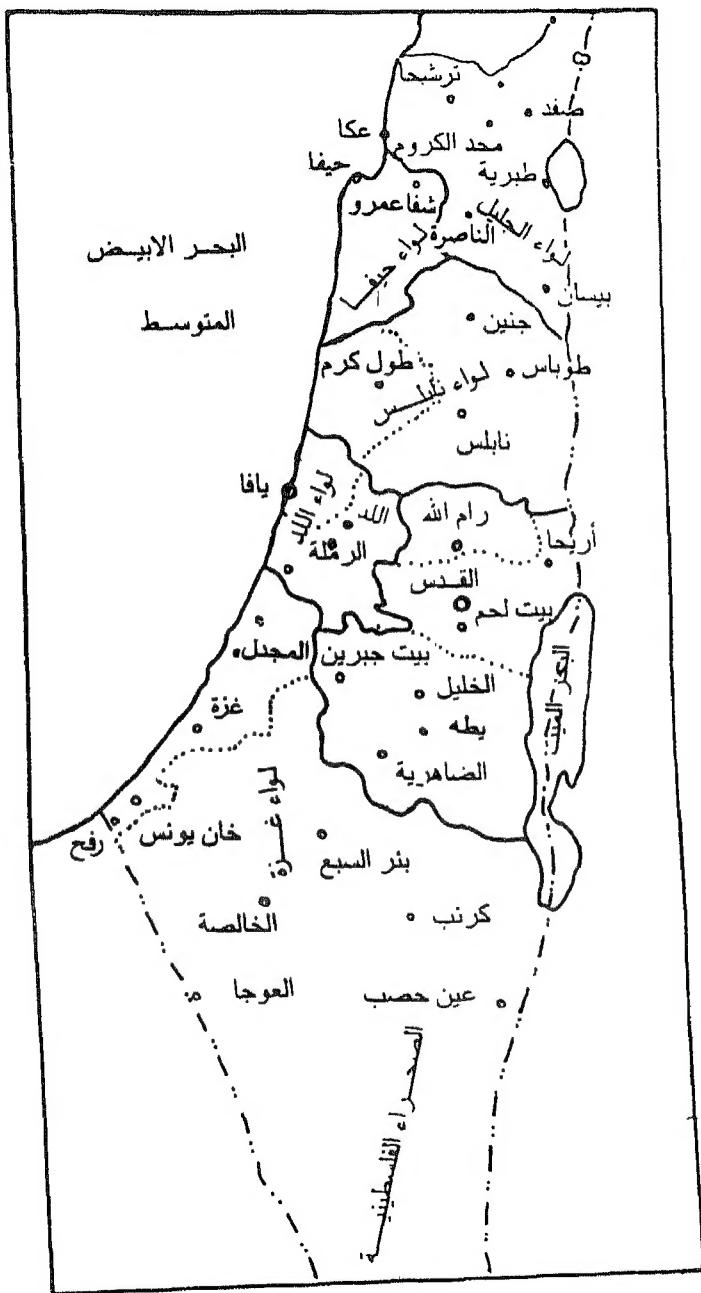 ترشيحا
صفد
عكا
مجد الكروم
حيفا
طبرية
شفاعمرو
الناصرة
لواء الجليل
لواء حيفا
البحر الابيض
المتوسط
بيسان
جنين
طول كرم
طوباس
لواء نابلس
نابلس
يافا
لواء اللد
اللد
رام الله
أريحا
الرملة
القدس
بيت لحم
بيت جبرين
المجدل
البحر الميت
الخليل
غزة
يطه
الضاهرية
لواء غزة
خان يونس
رفح
بئر السبع
الخالصة
كرنب
العوجا
عين حصب
الصحراء الفلسطينية